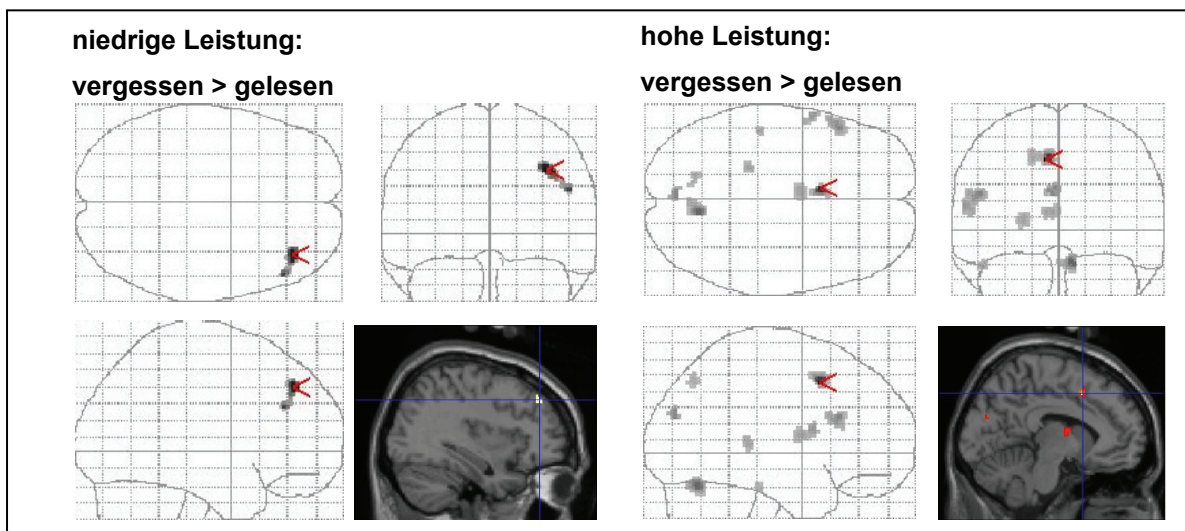 niedrige Leistung:
vergessen > gelesen
hohe Leistung:
vergessen > gelesen